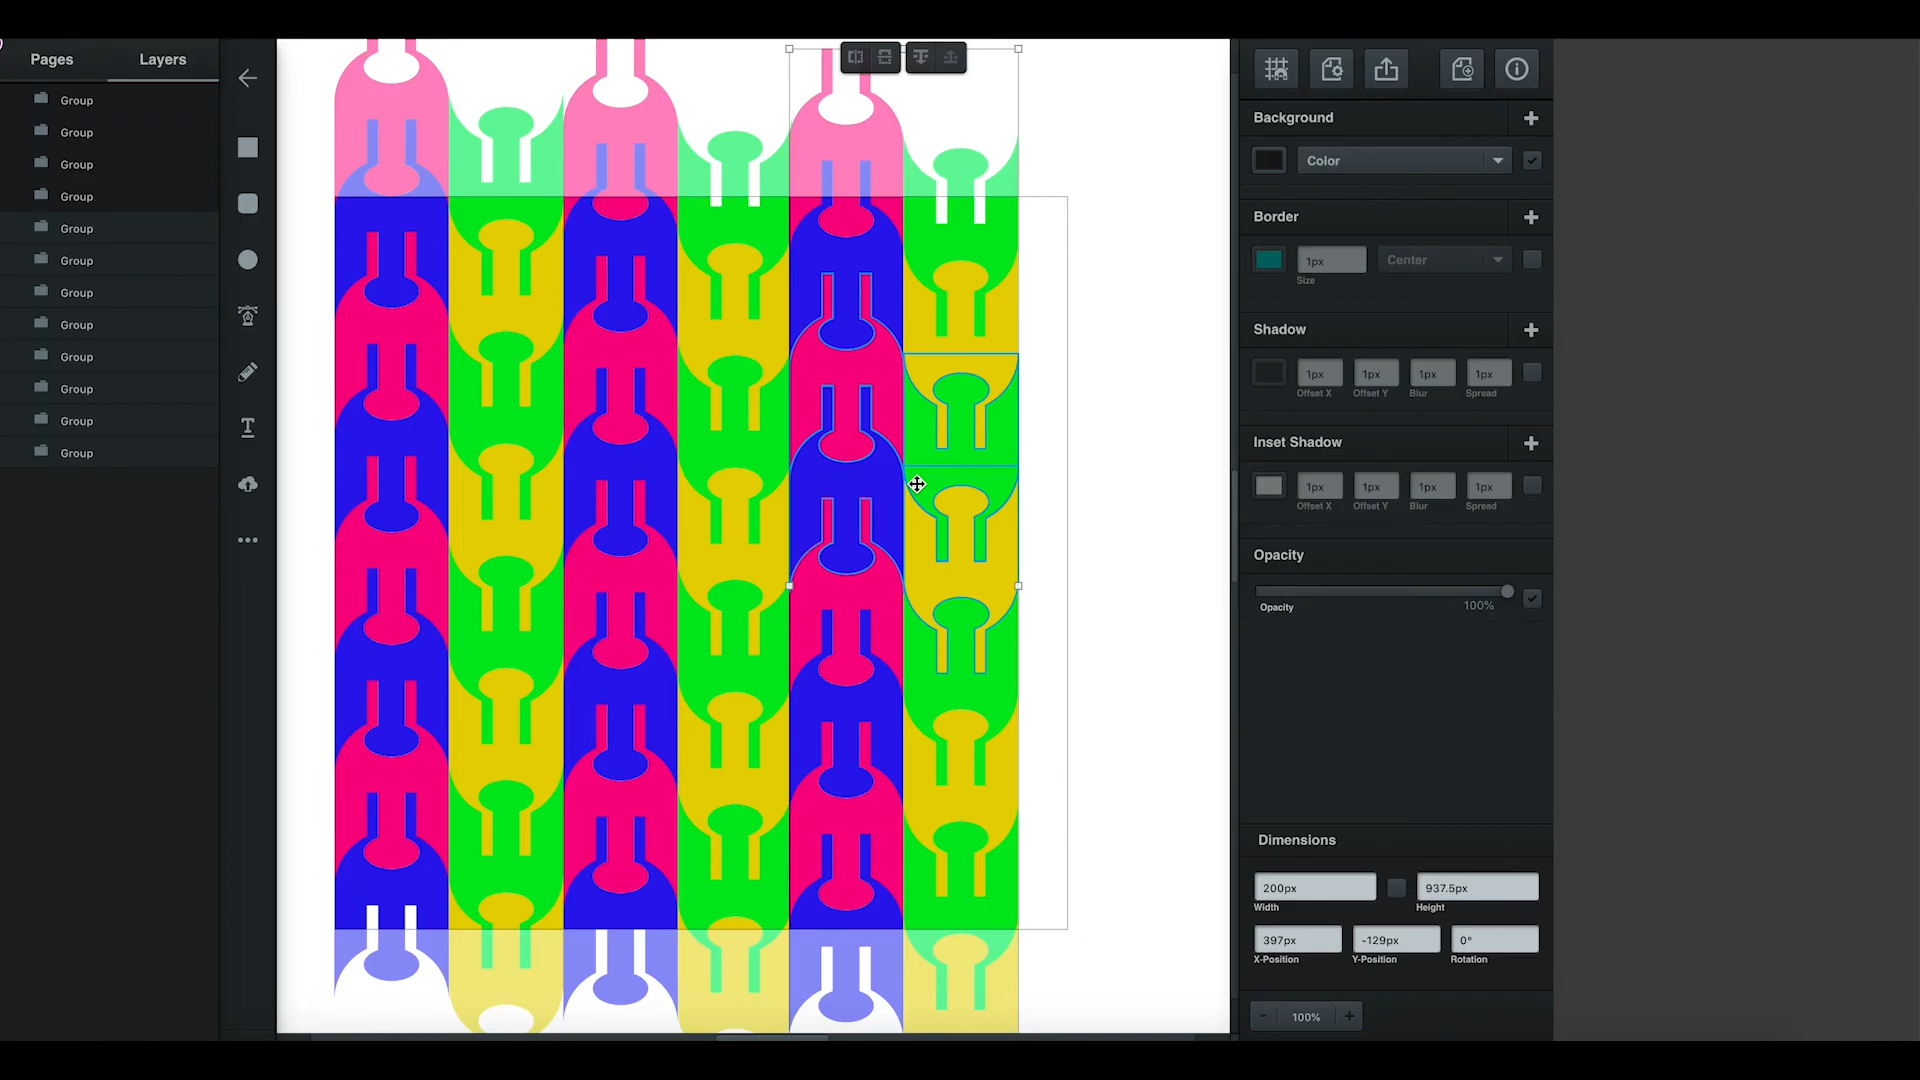 Pages Layers
Group
Group
Group
Group
Group
Group
Group
Group
Group
Group
Group
Group
T
Background
Color
Border
1px Center
Size
Shadow
1px 1px 1px 1px
Offset X Offset Y Blur Spread
Inset Shadow
1px 1px 1px 1px
Offset X Offset Y Blur Spread
Opacity
Opacity 100%
Dimensions
200px 937.5px
Width Height
397px -129px 0°
X-Position Y-Position Rotation
- 100% +